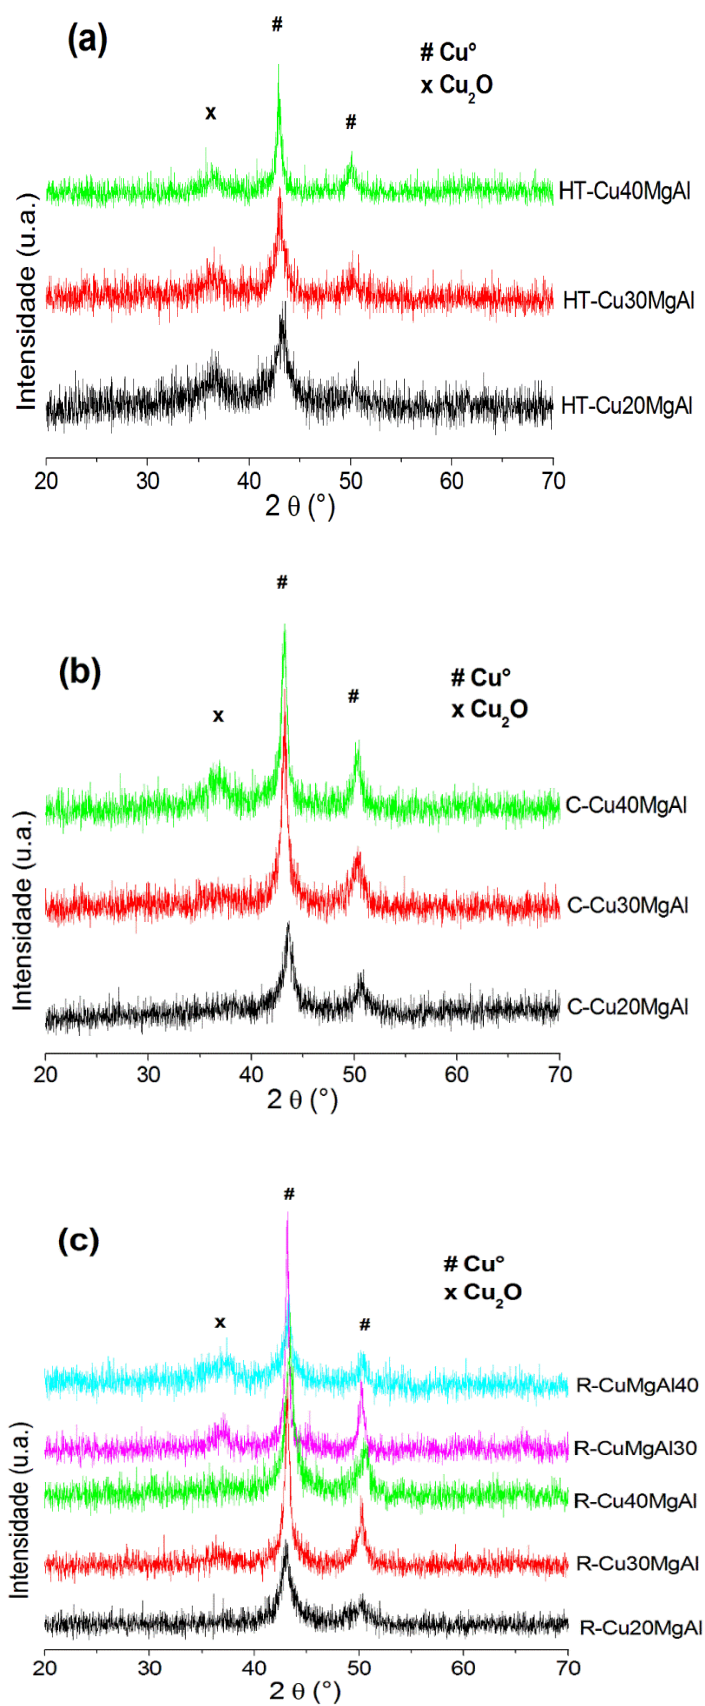 (a)
#
# Cu°
x Cu₂O
x
#
HT-Cu40MgAl
HT-Cu30MgAl
HT-Cu20MgAl
Intensidade (u.a.)
20 30 40 50 60 70
2 θ (°)
#
(b)
# Cu°
x Cu₂O
x
#
C-Cu40MgAl
C-Cu30MgAl
C-Cu20MgAl
Intensidade (u.a.)
20 30 40 50 60 70
2 θ (°)
#
(c)
# Cu°
x Cu₂O
x
#
R-CuMgAl40
R-CuMgAl30
R-Cu40MgAl
R-Cu30MgAl
R-Cu20MgAl
Intensidade (u.a.)
20 30 40 50 60 70
2 θ (°)